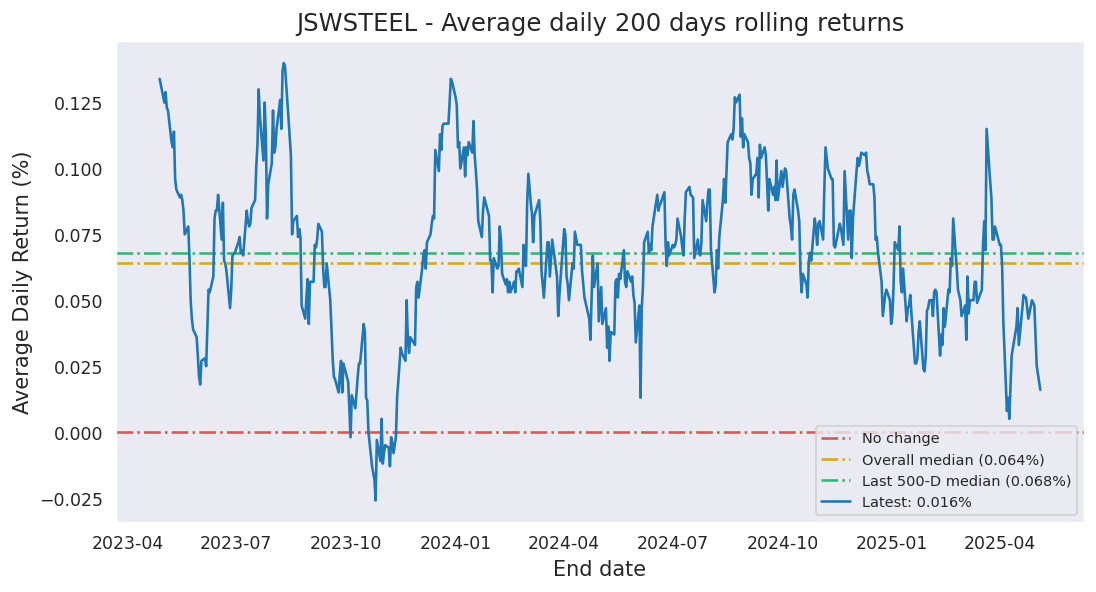 JSWSTEEL - Average daily 200 days rolling returns
Average Daily Return (%)
0.125
0.100
0.075
0.050
0.025
0.000
−0.025
No change
Overall median (0.064%)
Last 500-D median (0.068%)
Latest: 0.016%
2023-04 2023-07 2023-10 2024-01 2024-04 2024-07 2024-10 2025-01 2025-04
End date